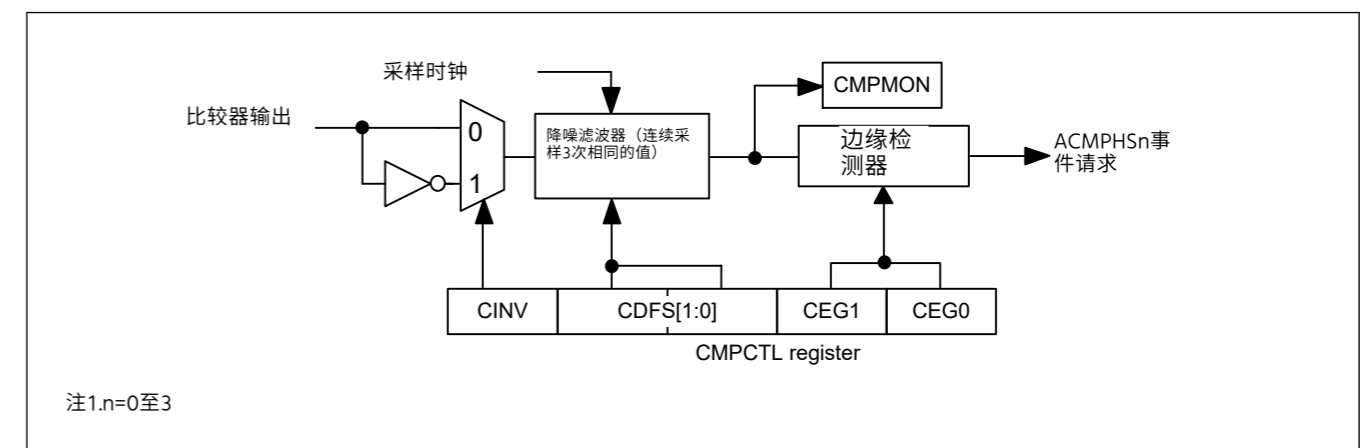 采样时钟
CMPMON
比较器输出
0
1
降噪滤波器（连续采
样3次相同的值）
边缘检
测器
ACMPHSn事
件请求
CINV
CDFS[1:0]
CEG1
CEG0
CMPCTL register
注1.n=0至3